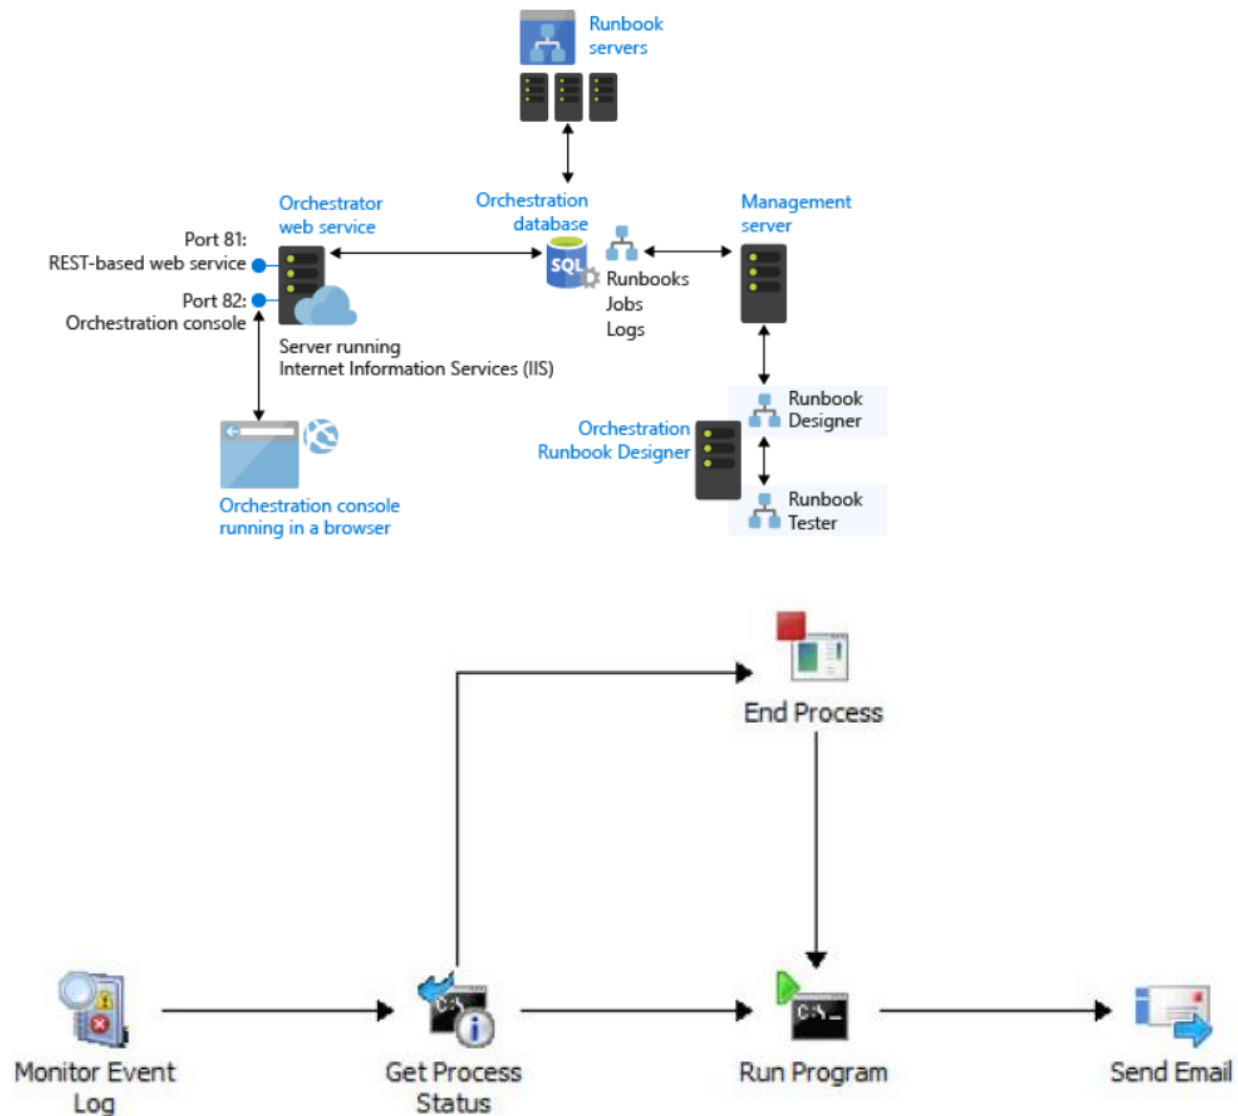 Runbook
servers
Orchestrator
web service
Orchestration
database
Management
server
Port 81:
REST-based web service
SQL
Runbooks
Jobs
Logs
Port 82:
Orchestration console
Server running
Internet Information Services (IIS)
Runbook
Designer
Orchestration
Runbook Designer
Orchestration console
running in a browser
Runbook
Tester
End Process
C:\
i
C:\_
Monitor Event
Log
Get Process
Status
Run Program
Send Email